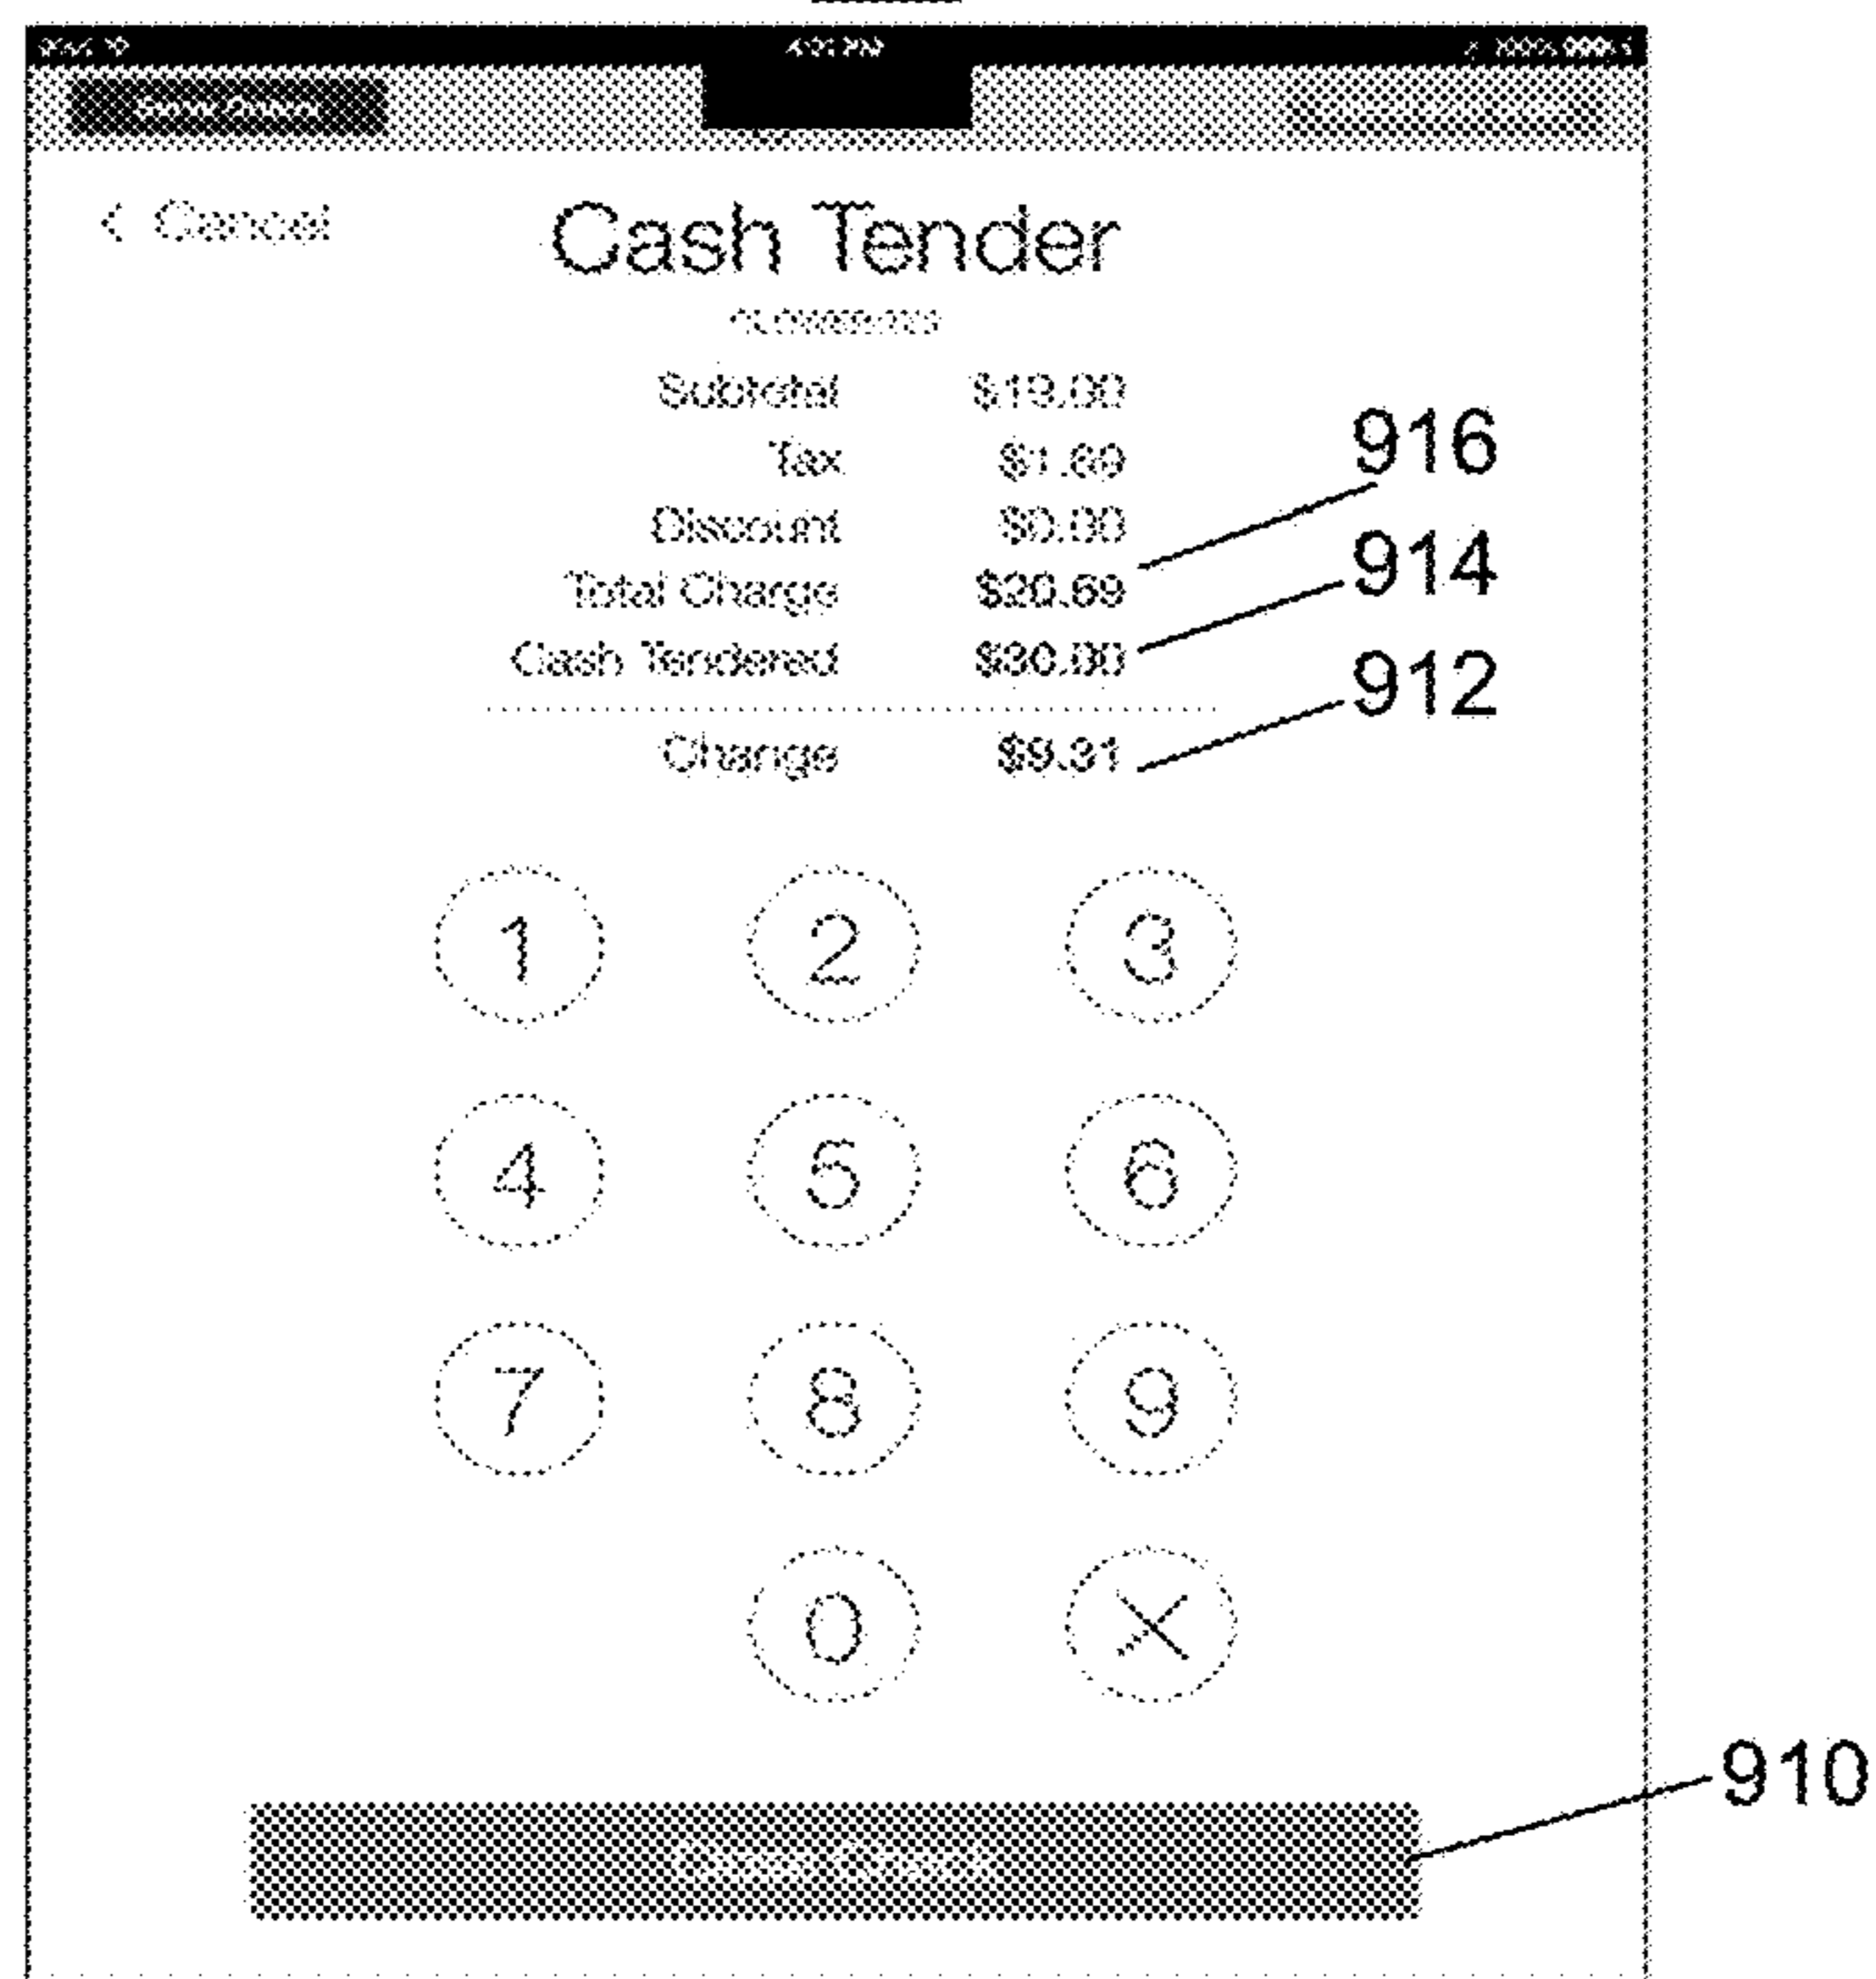 < Cancel
Cash Tender
Subtotal $19.00
Tax $1.69
916
Discount $0.00
914
Total Charge $20.69
Cash Tendered $30.00
912
Change $9.31
1 2 3
4 5 6
7 8 9
0 ×
910